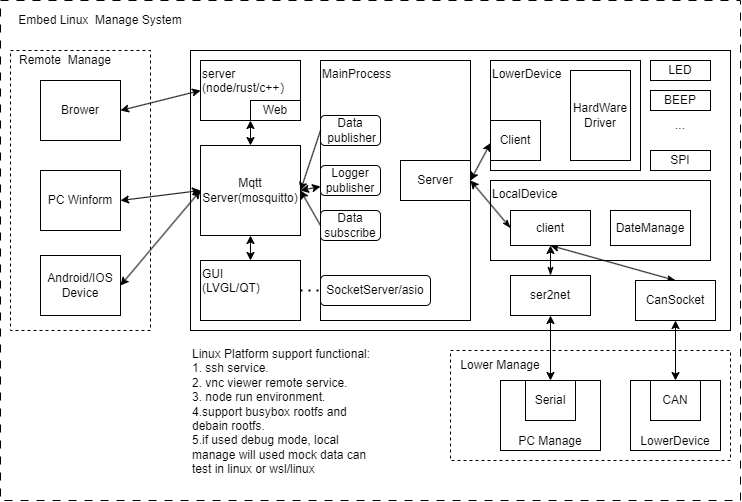 Embed Linux Manage System
Remote Manage
Brower
PC Winform
Android/IOS
Device
server
(node/rust/c++)
Web
Mqtt
Server(mosquitto)
GUI
(LVGL/QT)
MainProcess
Data
publisher
Logger
publisher
Data
subscribe
SocketServer/asio
Server
LowerDevice
Client
HardWare
Driver
LED
BEEP
...
SPI
LocalDevice
client
DateManage
ser2net
CanSocket
Linux Platform support functional:
1. ssh service.
2. vnc viewer remote service.
3. node run environment.
4.support busybox rootfs and
debain rootfs.
5.if used debug mode, local
manage will used mock data can
test in linux or wsl/linux
Lower Manage
Serial
PC Manage
CAN
LowerDevice